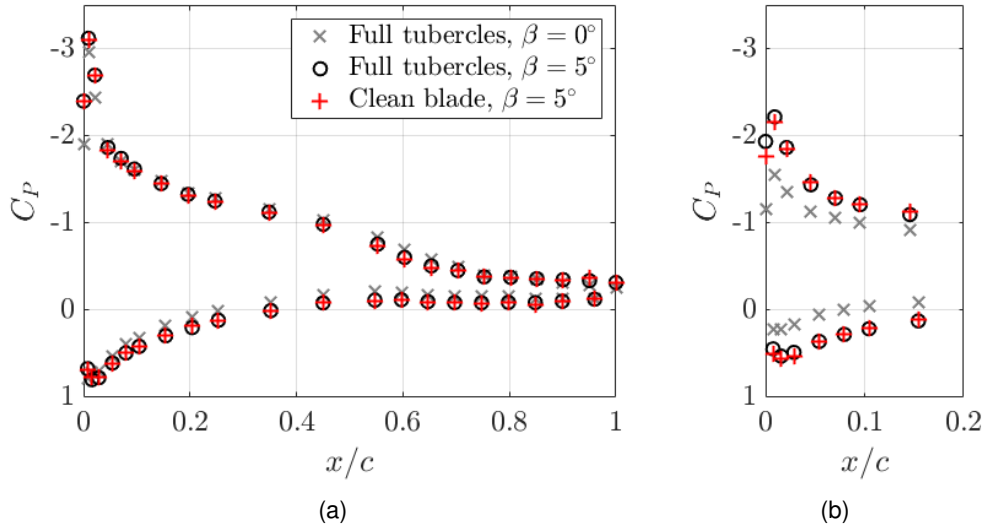 Full tubercles, β = 0°
Full tubercles, β = 5°
Clean blade, β = 5°
-3
-2
-1
0
1
C_P
0 0.2 0.4 0.6 0.8 1
x/c
(a)
-3
-2
-1
0
1
C_P
0 0.1 0.2
x/c
(b)